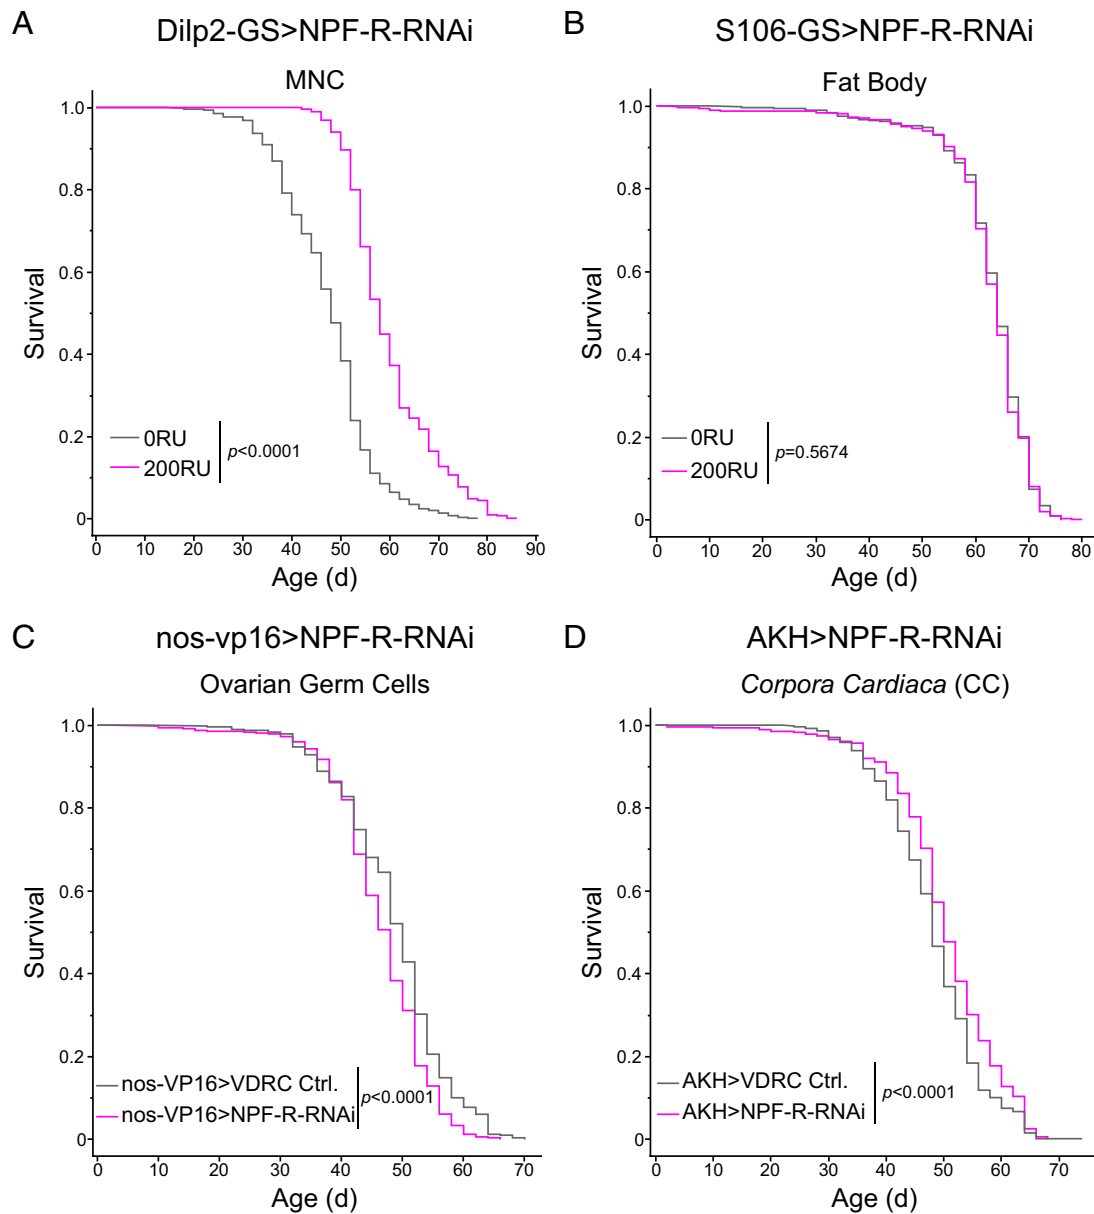 A
Dilp2-GS>NPF-R-RNAi
MNC
1.0
0.8
0.6
0.4
0.2
0
Survival
0RU
200RU
p<0.0001
0 10 20 30 40 50 60 70 80 90
Age (d)
B
S106-GS>NPF-R-RNAi
Fat Body
1.0
0.8
0.6
0.4
0.2
0
Survival
0RU
200RU
p=0.5674
0 10 20 30 40 50 60 70 80
Age (d)
C
nos-vp16>NPF-R-RNAi
Ovarian Germ Cells
1.0
0.8
0.6
0.4
0.2
0
Survival
nos-VP16>VDRC Ctrl.
nos-VP16>NPF-R-RNAi
p<0.0001
0 10 20 30 40 50 60 70
Age (d)
D
AKH>NPF-R-RNAi
Corpora Cardiaca (CC)
1.0
0.8
0.6
0.4
0.2
0
Survival
AKH>VDRC Ctrl.
AKH>NPF-R-RNAi
p<0.0001
0 10 20 30 40 50 60 70
Age (d)